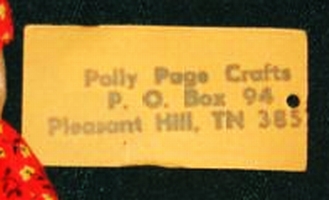 Polly Page Crafts
P. O. Box 94
Pleasant Hill, TN 385